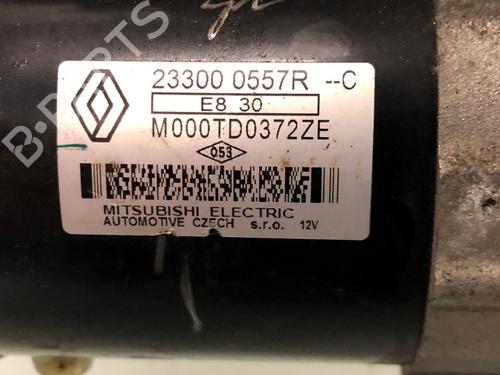 B-PARTS
23300 0557R --C
E8 30
M000TD0372ZE
053
MITSUBISHI ELECTRIC
AUTOMOTIVE CZECH s.r.o. 12V